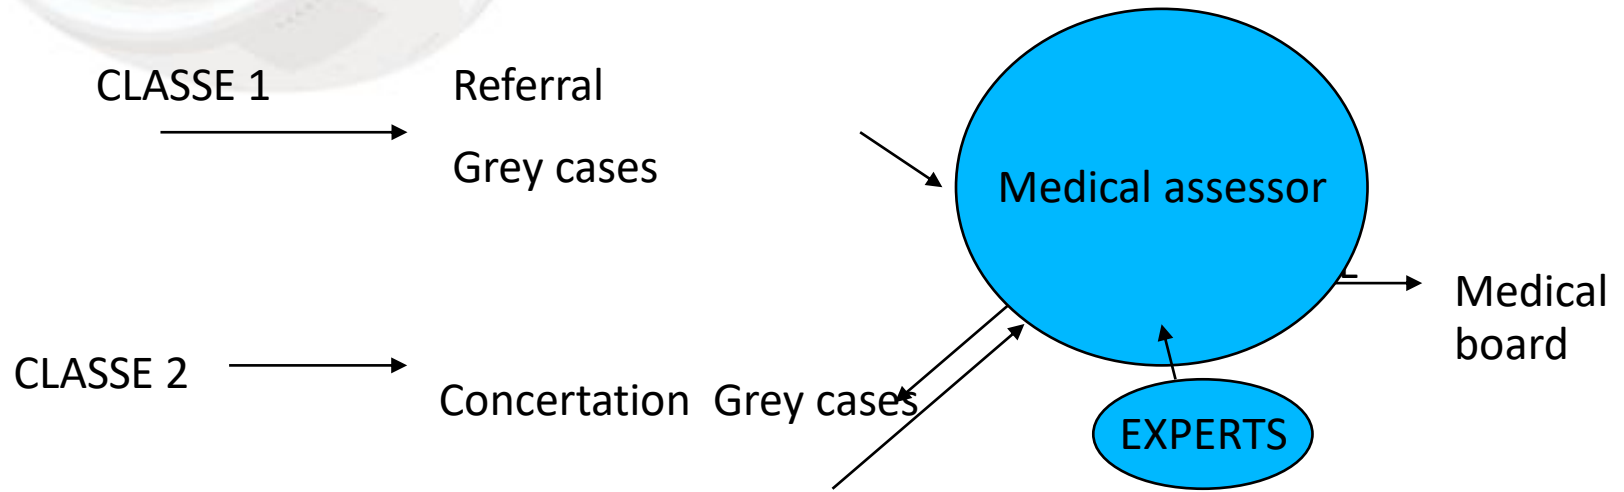 CLASSE 1
Referral
Grey cases
Medical assessor
Medical
board
CLASSE 2
Concertation  Grey cases
EXPERTS